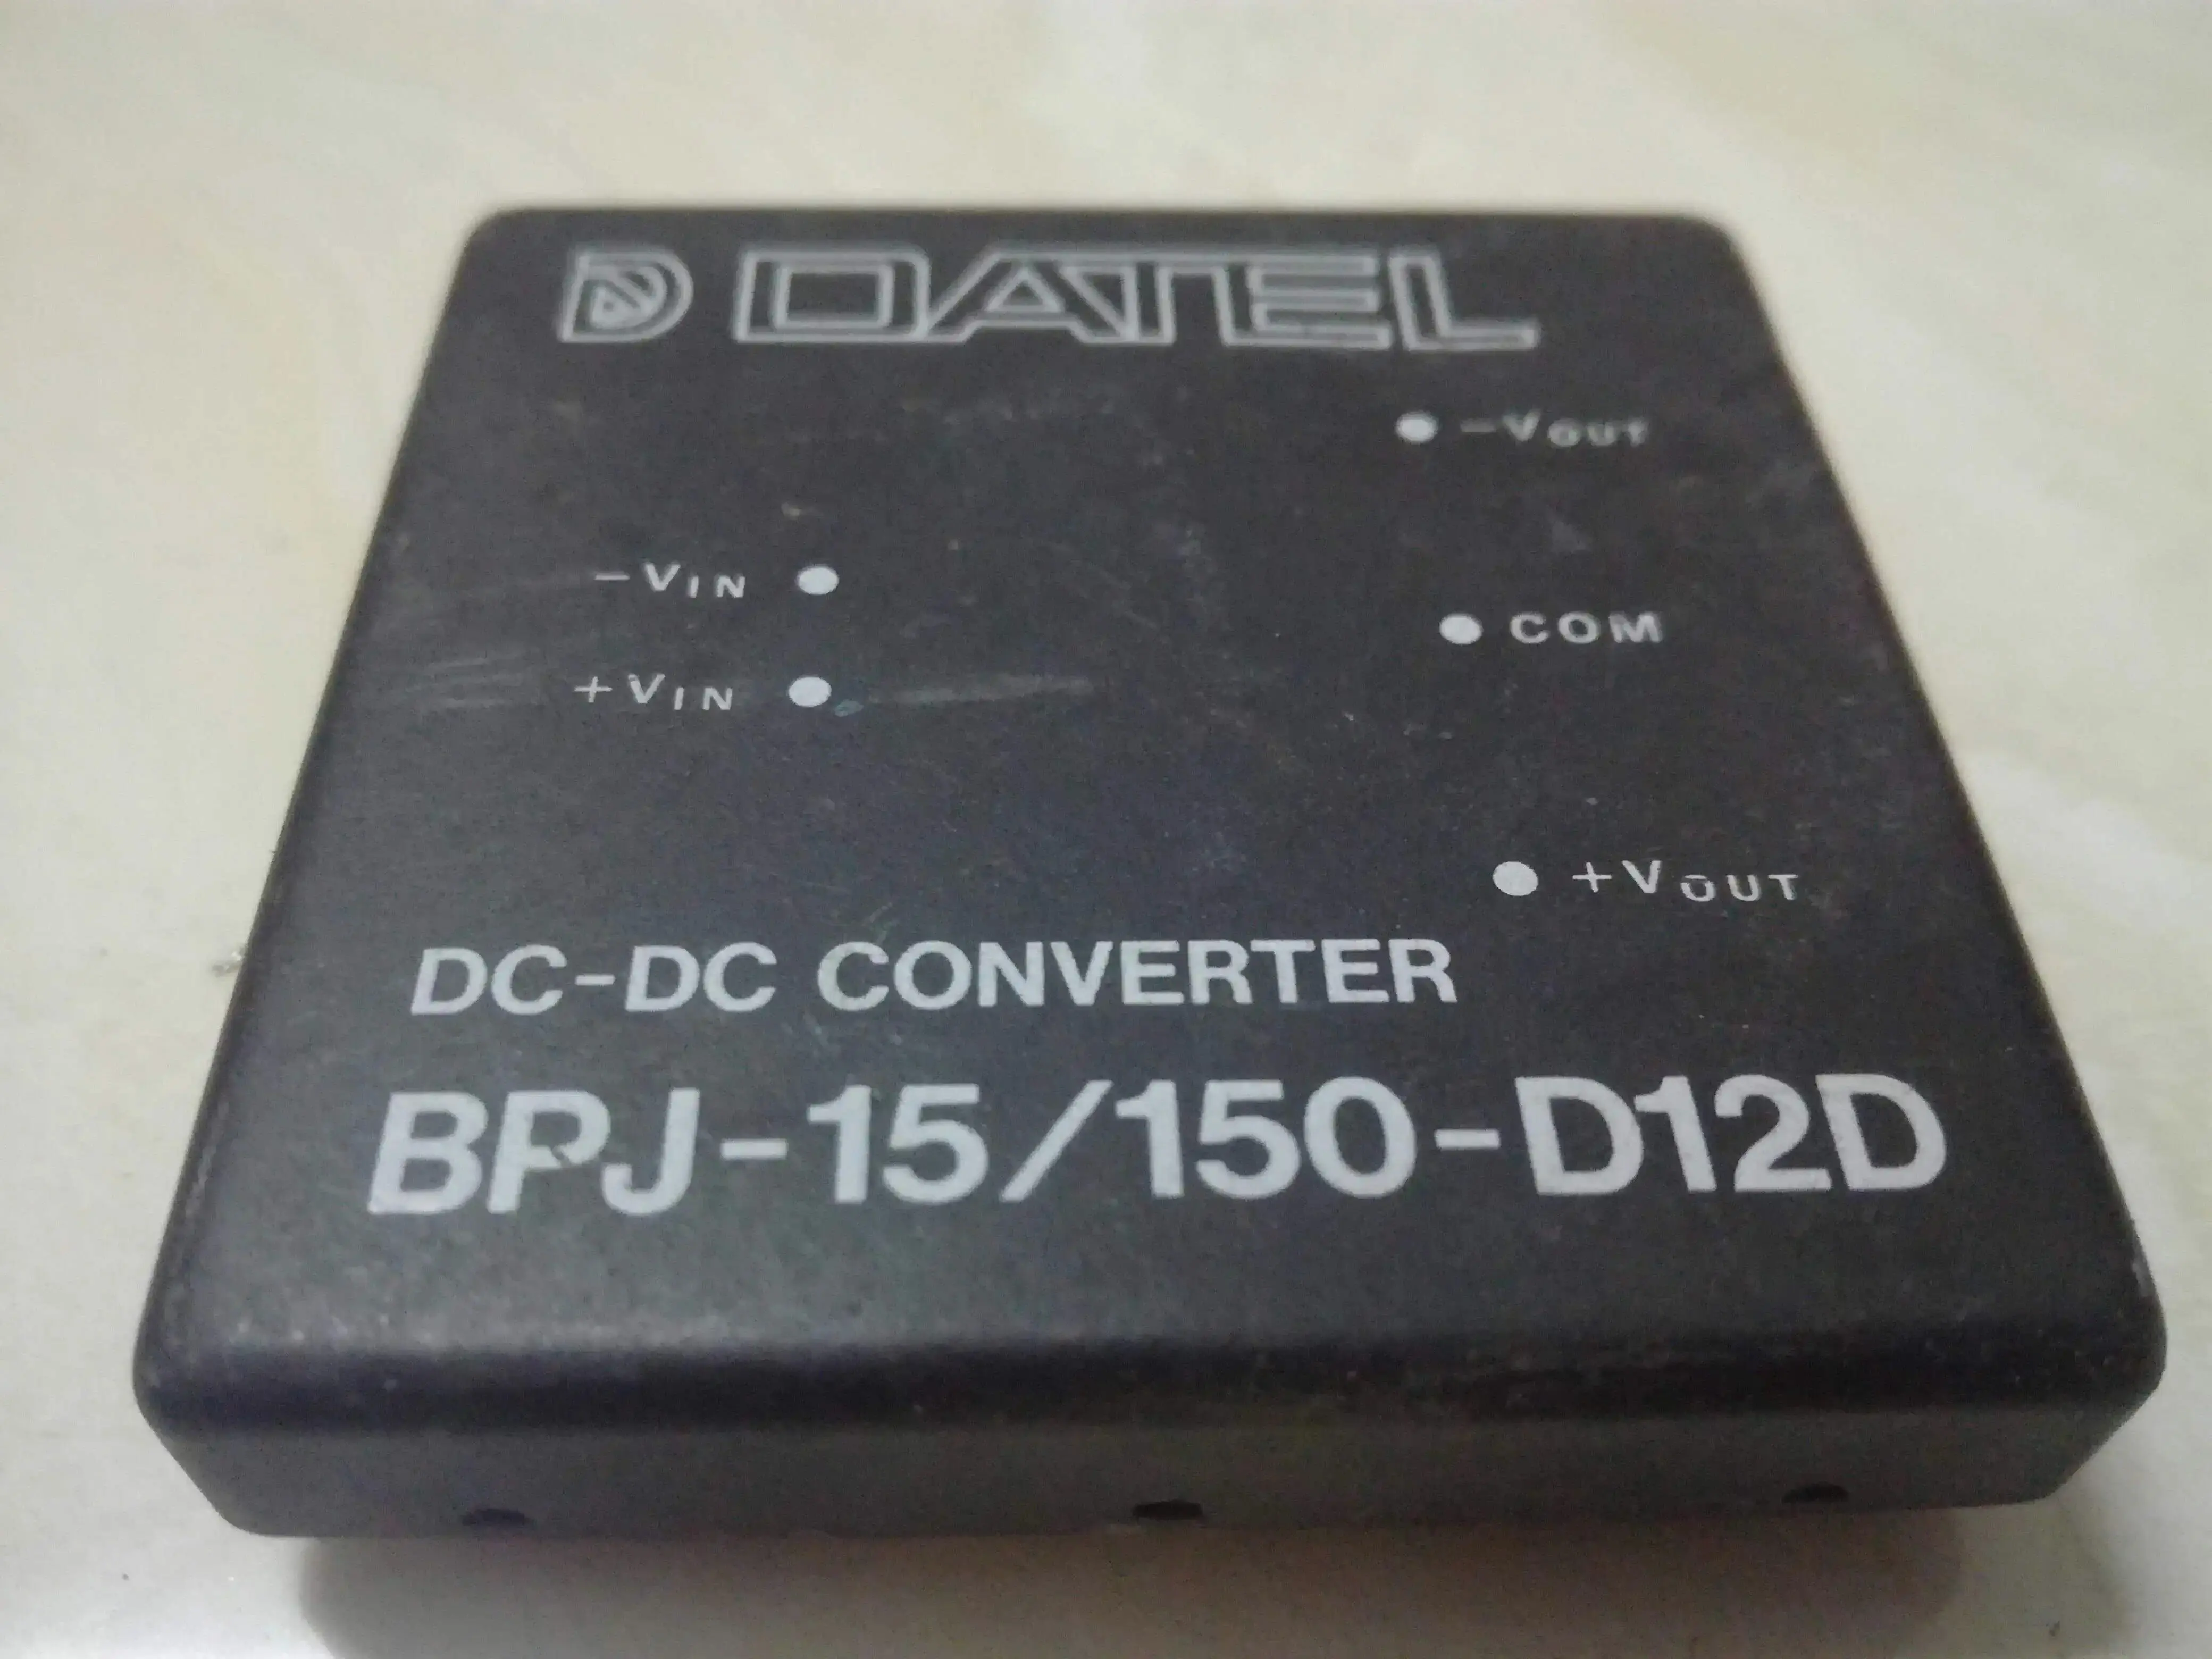 DATEL
-VOUT
-VIN
COM
+VIN
+VOUT
DC-DC CONVERTER
BPJ-15/150-D12D